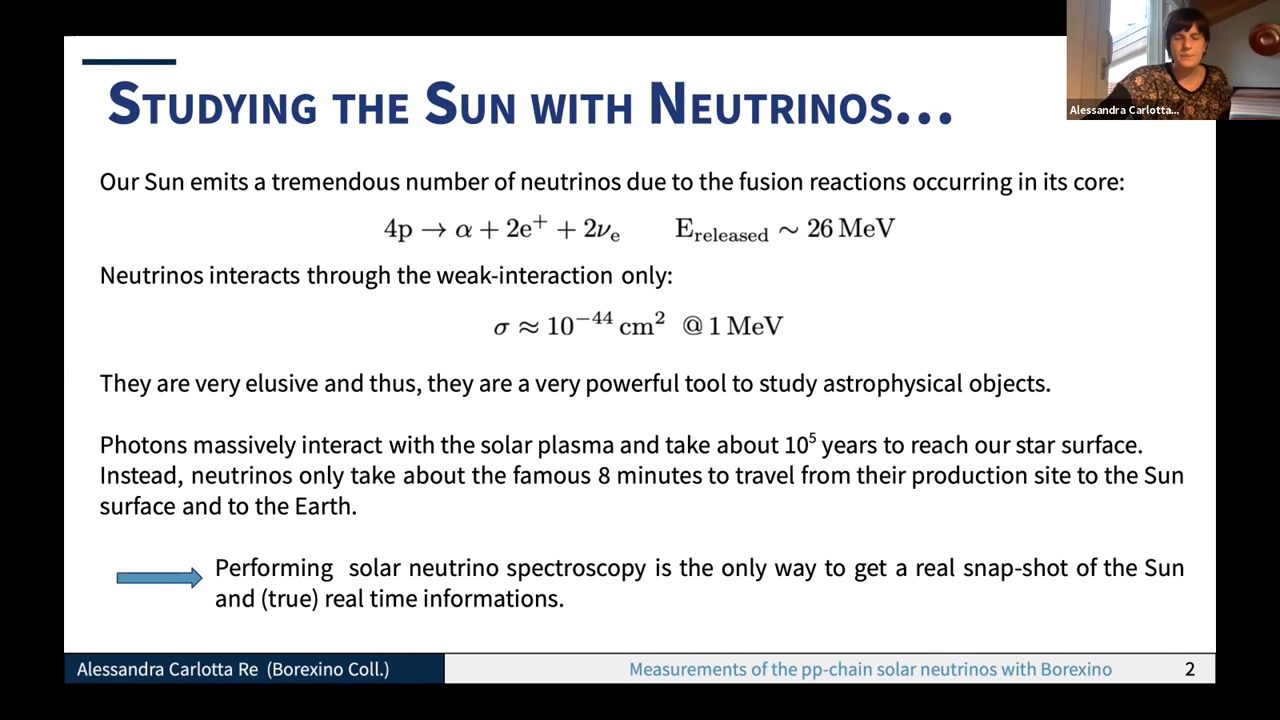 Alessandra Carlotta...
STUDYING THE SUN WITH NEUTRINOS...
Our Sun emits a tremendous number of neutrinos due to the fusion reactions occurring in its core:
4p → α + 2e⁺ + 2νₑ E_released ∼ 26 MeV
Neutrinos interacts through the weak-interaction only:
σ ≈ 10⁻⁴⁴ cm² @ 1 MeV
They are very elusive and thus, they are a very powerful tool to study astrophysical objects.
Photons massively interact with the solar plasma and take about 10⁵ years to reach our star surface.
Instead, neutrinos only take about the famous 8 minutes to travel from their production site to the Sun
surface and to the Earth.
Performing solar neutrino spectroscopy is the only way to get a real snap-shot of the Sun
and (true) real time informations.
Alessandra Carlotta Re (Borexino Coll.)
Measurements of the pp-chain solar neutrinos with Borexino
2